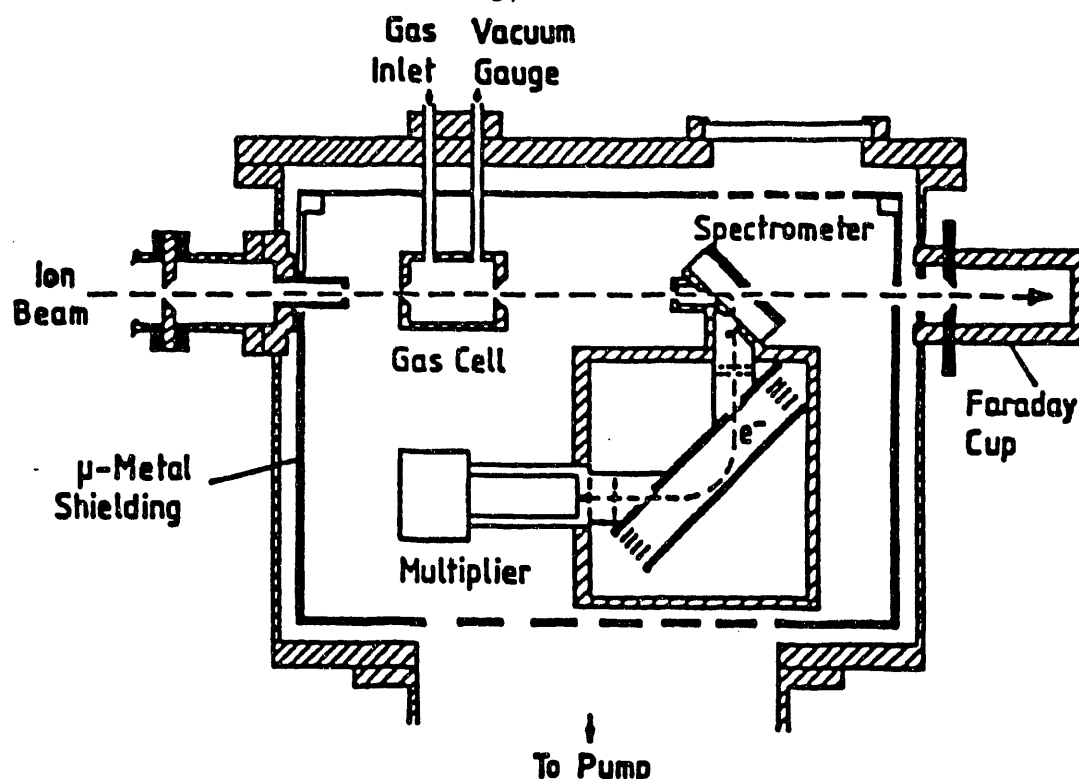 Gas
Inlet
Vacuum
Gauge
Spectrometer
Ion
Beam
Gas Cell
Faraday
Cup
e-
μ-Metal
Shielding
Multiplier
To Pump